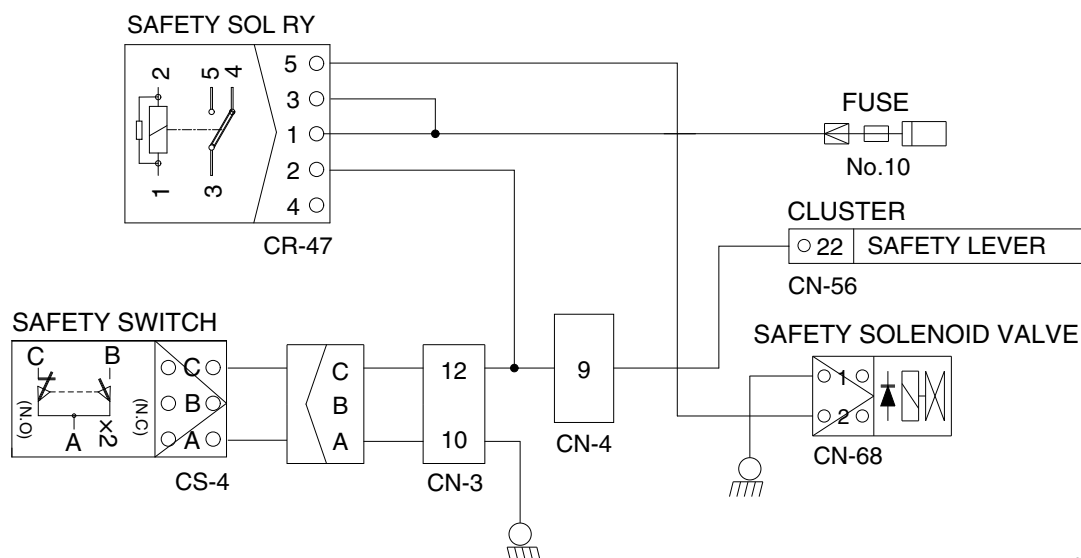 SAFETY SOL RY
2
5 4
1
3
5
3
1
2
4
CR-47
FUSE
No.10
CLUSTER
22 SAFETY LEVER
CN-56
SAFETY SWITCH
C B
(N.O)
A
×2
(N.C)
C
B
A
CS-4
C
B
A
12
10
CN-3
9
CN-4
SAFETY SOLENOID VALVE
1
2
CN-68